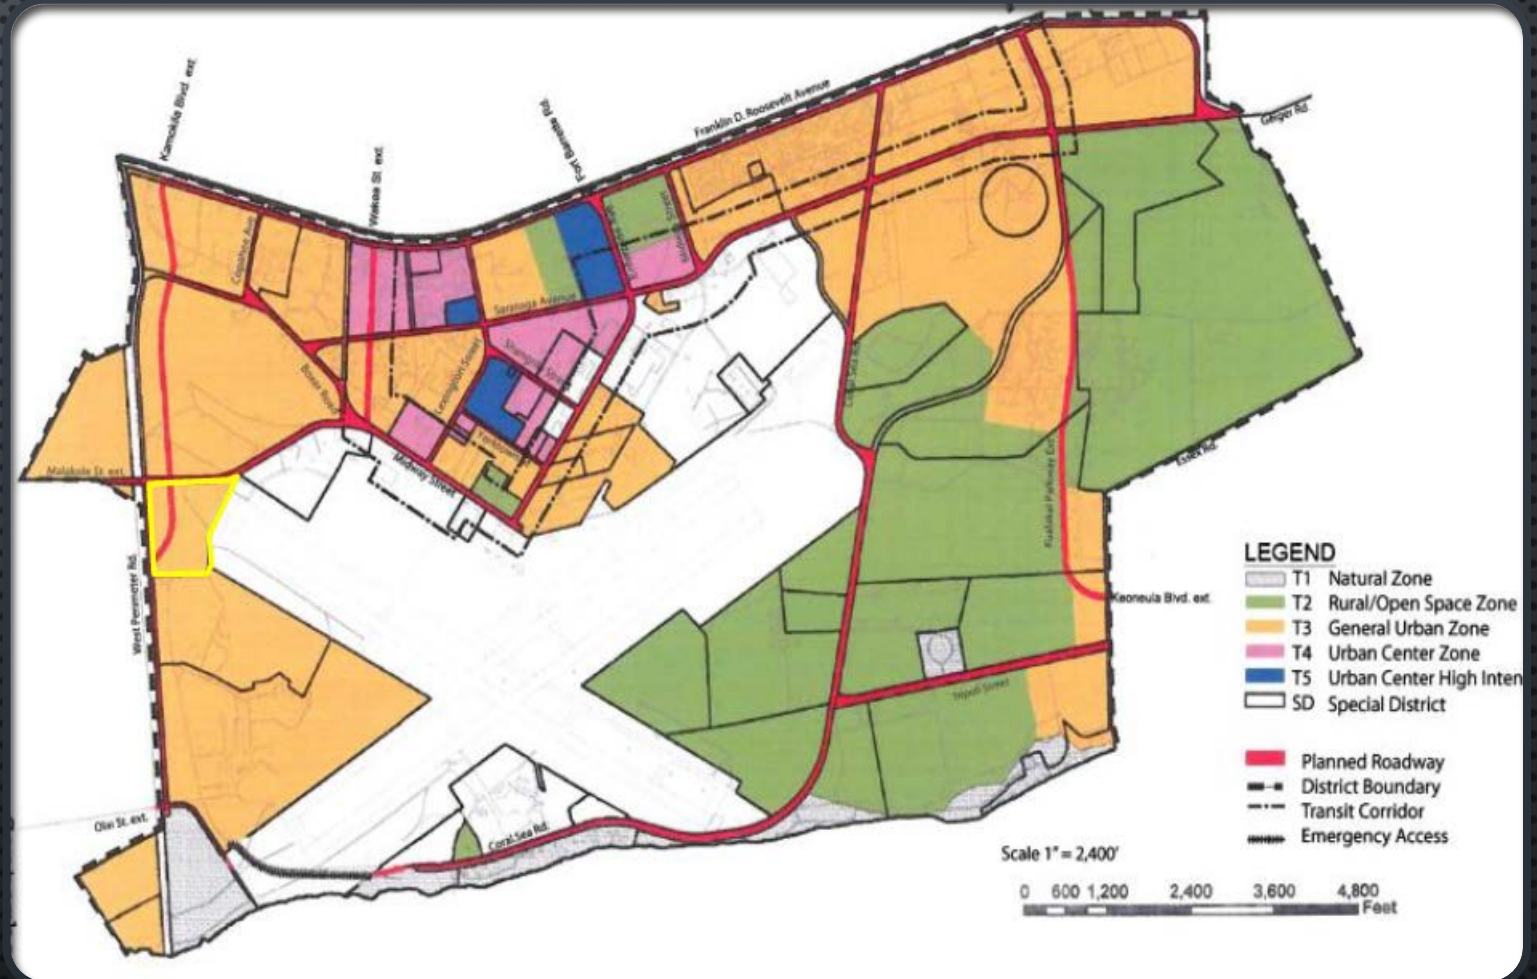 Kamokila Blvd. ext.
Wakea St. ext.
Fort Barrette Rd.
Franklin D. Roosevelt Avenue
Geiger Rd.
Saratoga Avenue
Lexington Street
Boxer Road
Yorktown
Midway Street
Malakole St. ext.
West Perimeter Rd.
Essex Rd.
Kualakai Parkway Ext.
Keoneula Blvd. ext.
Tripoli Street
Olai St. ext.
Coral Sea Rd.
LEGEND
T1 Natural Zone
T2 Rural/Open Space Zone
T3 General Urban Zone
T4 Urban Center Zone
T5 Urban Center High Inten
SD Special District
Planned Roadway
District Boundary
Transit Corridor
Emergency Access
Scale 1" = 2,400'
0 600 1,200 2,400 3,600 4,800
Feet